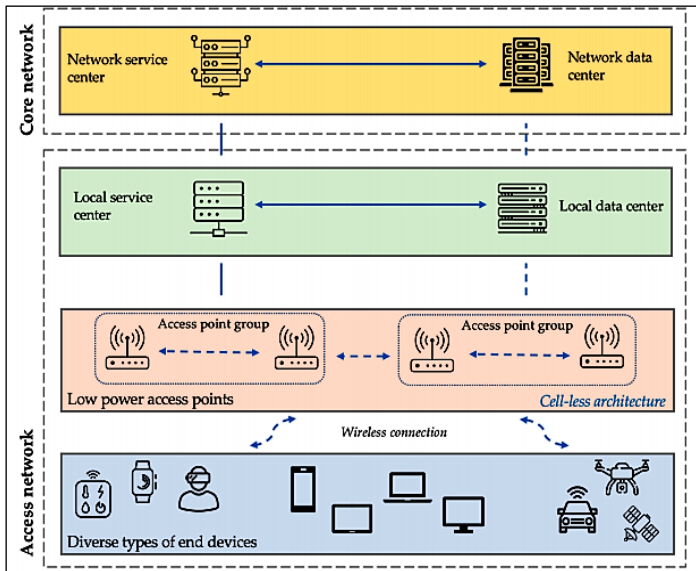 Core network
Network service
center
Network data
center
Access network
Local service
center
Local data center
Access point group
Access point group
Low power access points
Cell-less architecture
Wireless connection
Diverse types of end devices